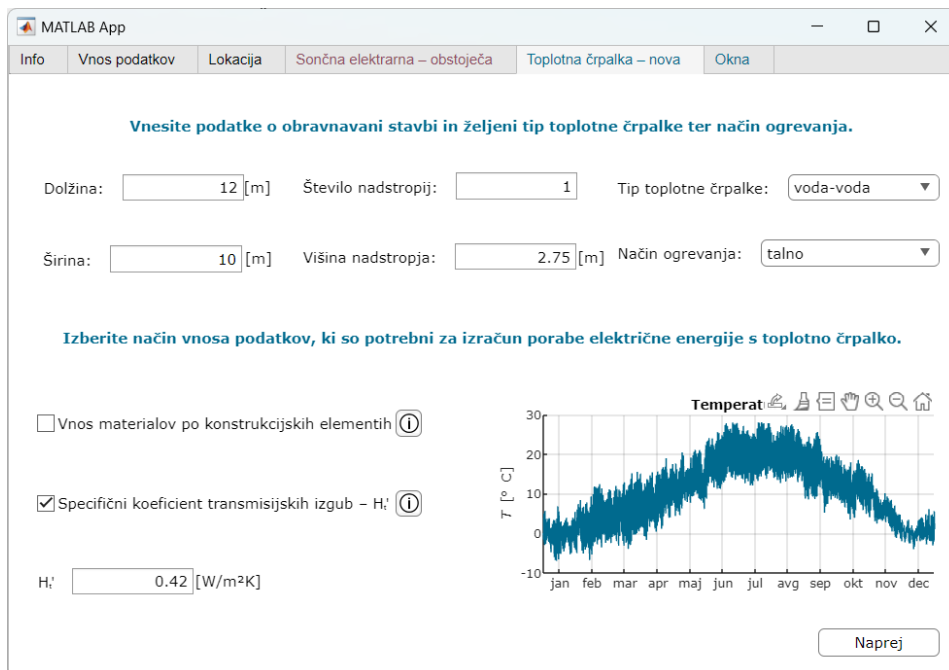 MATLAB App
Info Vnos podatkov Lokacija Sončna elektrarna – obstoječa Toplotna črpalka – nova Okna
Vnesite podatke o obravnavani stavbi in željeni tip toplotne črpalke ter način ogrevanja.
Dolžina: 12 [m] Število nadstropij: 1 Tip toplotne črpalke: voda-voda
Širina: 10 [m] Višina nadstropja: 2.75 [m] Način ogrevanja: talno
Izberite način vnosa podatkov, ki so potrebni za izračun porabe električne energije s toplotno črpalko.
Vnos materialov po konstrukcijskih elementih
Specifični koeficient transmisijskih izgub – Hₜ'
Hₜ' 0.42 [W/m²K]
Temperat
T [° C]
30
20
10
0
-10
jan feb mar apr maj jun jul avg sep okt nov dec
Naprej